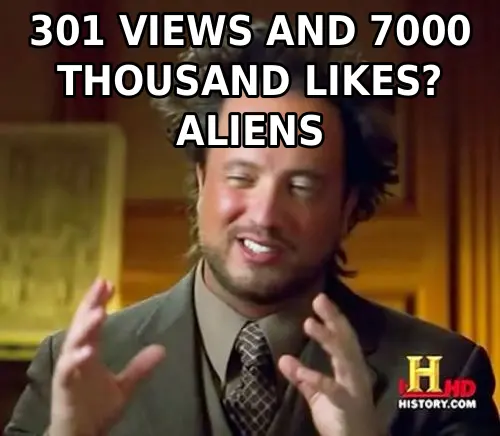 301 VIEWS AND 7000
THOUSAND LIKES?
ALIENS
H HD
HISTORY.COM